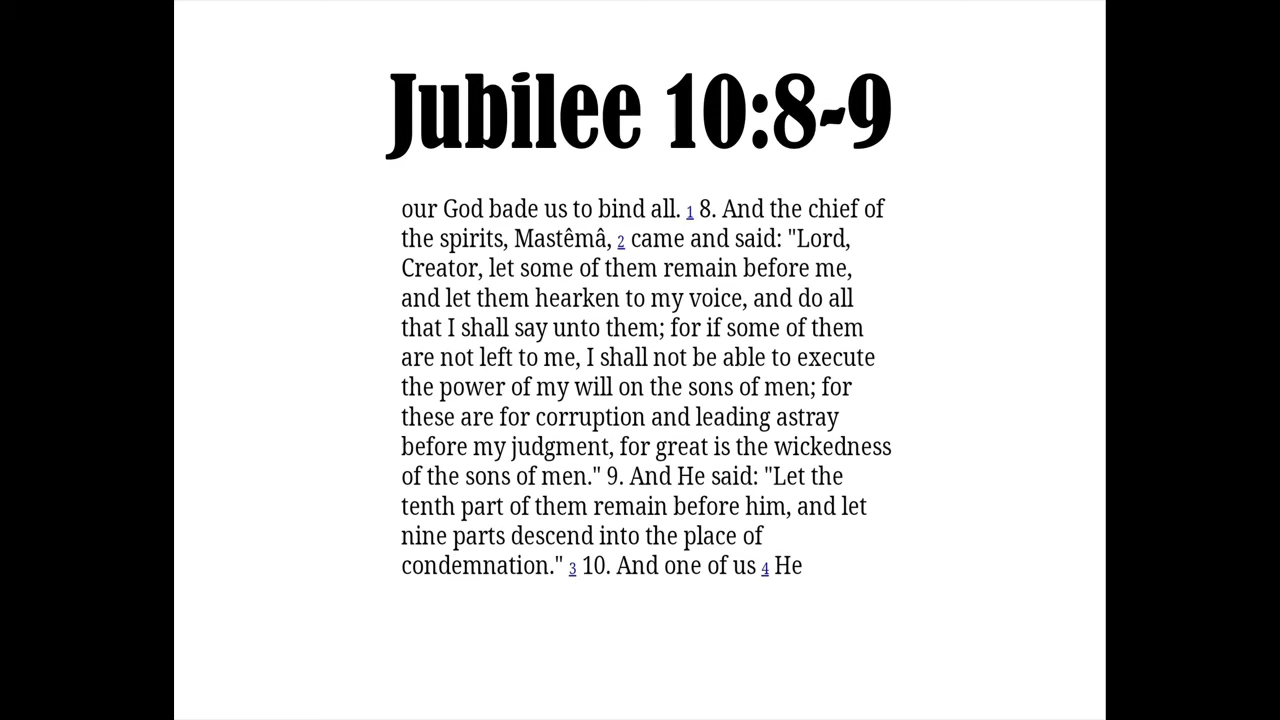 Jubilee 10:8-9
our God bade us to bind all. 1 8. And the chief of
the spirits, Mastêmâ, 2 came and said: "Lord,
Creator, let some of them remain before me,
and let them hearken to my voice, and do all
that I shall say unto them; for if some of them
are not left to me, I shall not be able to execute
the power of my will on the sons of men; for
these are for corruption and leading astray
before my judgment, for great is the wickedness
of the sons of men." 9. And He said: "Let the
tenth part of them remain before him, and let
nine parts descend into the place of
condemnation." 3 10. And one of us 4 He